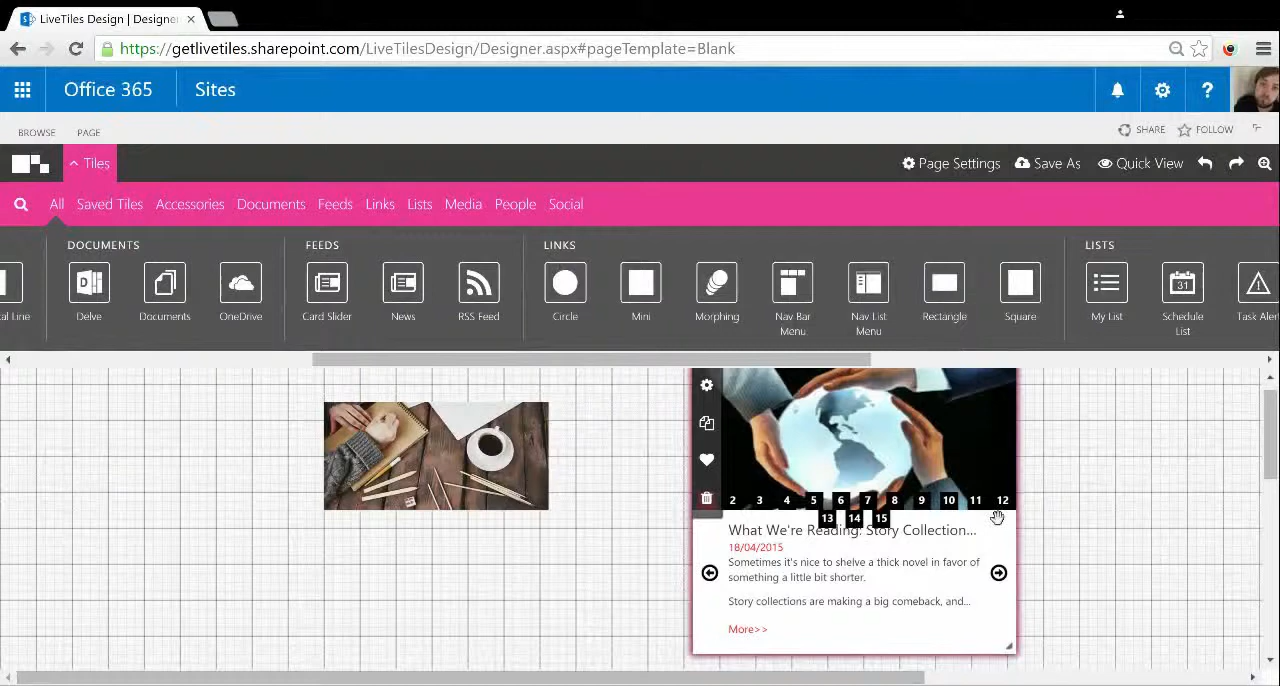 LiveTiles Design | Designer
https://getlivetiles.sharepoint.com/LiveTilesDesign/Designer.aspx#pageTemplate=Blank
Office 365 Sites ?
BROWSE PAGE SHARE FOLLOW
Tiles Page Settings Save As Quick View
All Saved Tiles Accessories Documents Feeds Links Lists Media People Social
DOCUMENTS FEEDS LINKS LISTS
31
tal Line Delve Documents OneDrive Card Slider News RSS Feed Circle Mini Morphing Nav Bar Menu Nav List Menu Rectangle Square My List Schedule List Task Aler
2 3 4 5 6 7 8 9 10 11 12
13 14 15
What We're Reading: Story Collection...
18/04/2015
Sometimes it's nice to shelve a thick novel in favor of
something a little bit shorter.
Story collections are making a big comeback, and...
More>>